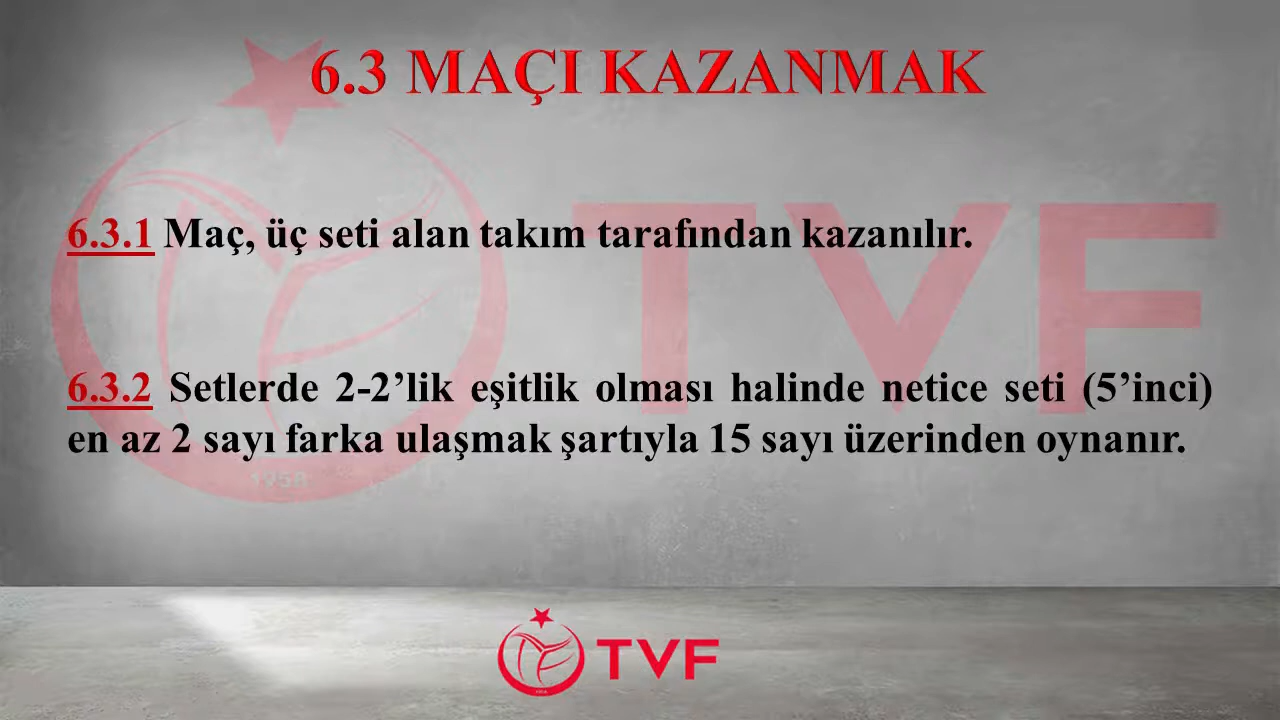 6.3 MAÇI KAZANMAK
6.3.1 Maç, üç seti alan takım tarafından kazanılır.
6.3.2 Setlerde 2-2’lik eşitlik olması halinde netice seti (5’inci)
en az 2 sayı farka ulaşmak şartıyla 15 sayı üzerinden oynanır.
TVF
1958
TVF